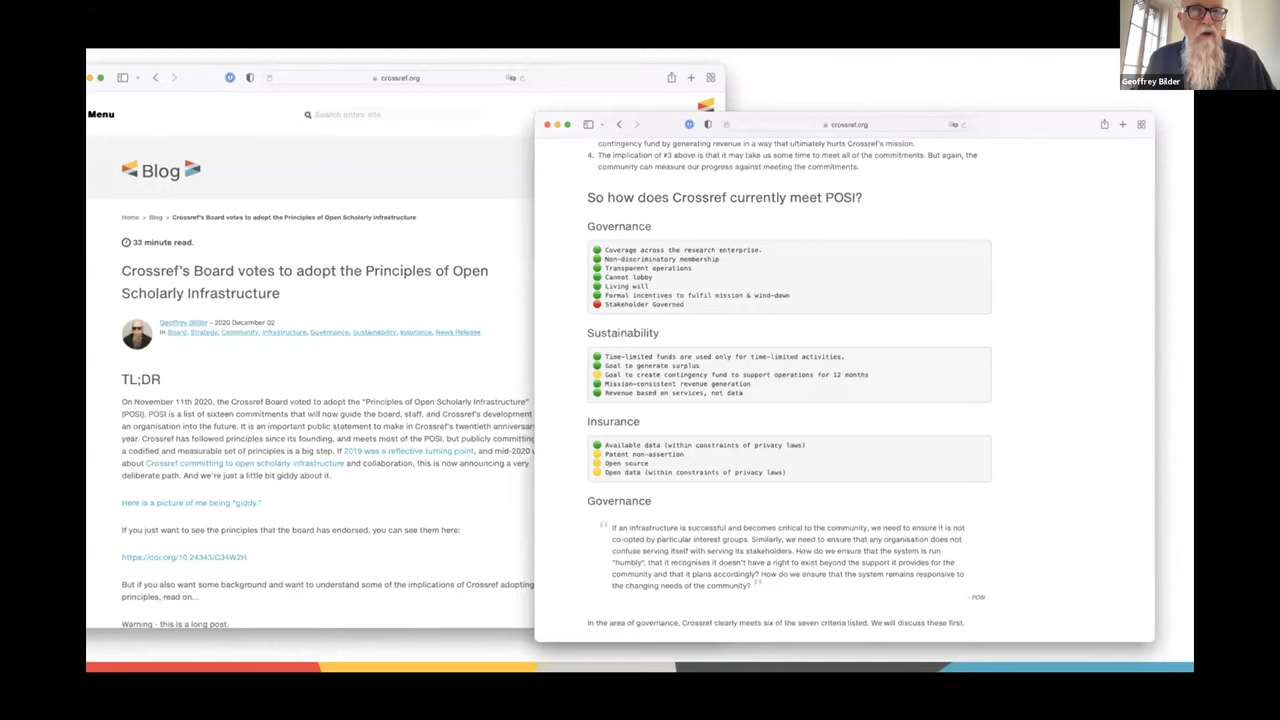 Geoffrey Bilder
crossref.org
Menu
Search entire site
Blog
Home > Blog > Crossref's Board votes to adopt the Principles of Open Scholarly Infrastructure
33 minute read.
Crossref's Board votes to adopt the Principles of Open
Scholarly Infrastructure
Geoffrey Bilder – 2020 December 02
In Board, Strategy, Community, Infrastructure, Governance, Sustainability, Insurance, News Release
TL;DR
On November 11th 2020, the Crossref Board voted to adopt the "Principles of Open Scholarly Infrastructure"
(POSI). POSI is a list of sixteen commitments that will now guide the board, staff, and Crossref's development
an organisation into the future. It is an important public statement to make in Crossref's twentieth anniversary
year. Crossref has followed principles since its founding, and meets most of the POSI, but publicly committing
a codified and measurable set of principles is a big step. If 2019 was a reflective turning point, and mid-2020 w
about Crossref committing to open scholarly infrastructure and collaboration, this is now announcing a very
deliberate path. And we're just a little bit giddy about it.
Here is a picture of me being "giddy."
If you just want to see the principles that the board has endorsed, you can see them here:
https://doi.org/10.24343/C34W2H
But if you also want some background and want to understand some of the implications of Crossref adopting
principles, read on...
Warning - this is a long post.
crossref.org
contingency fund by generating revenue in a way that ultimately hurts Crossref's mission.
4. The implication of #3 above is that it may take us some time to meet all of the commitments. But again, the
community can measure our progress against meeting the commitments.
So how does Crossref currently meet POSI?
Governance
Coverage across the research enterprise.
Non-discriminatory membership
Transparent operations
Cannot lobby
Living will
Formal incentives to fulfil mission & wind-down
Stakeholder Governed
Sustainability
Time-limited funds are used only for time-limited activities.
Goal to generate surplus
Goal to create contingency fund to support operations for 12 months
Mission-consistent revenue generation
Revenue based on services, not data
Insurance
Available data (within constraints of privacy laws)
Patent non-assertion
Open source
Open data (within constraints of privacy laws)
Governance
“ If an infrastructure is successful and becomes critical to the community, we need to ensure it is not
co-opted by particular interest groups. Similarly, we need to ensure that any organisation does not
confuse serving itself with serving its stakeholders. How do we ensure that the system is run
"humbly", that it recognises it doesn't have a right to exist beyond the support it provides for the
community and that it plans accordingly? How do we ensure that the system remains responsive to
the changing needs of the community? ”
- POSI
In the area of governance, Crossref clearly meets six of the seven criteria listed. We will discuss these first.